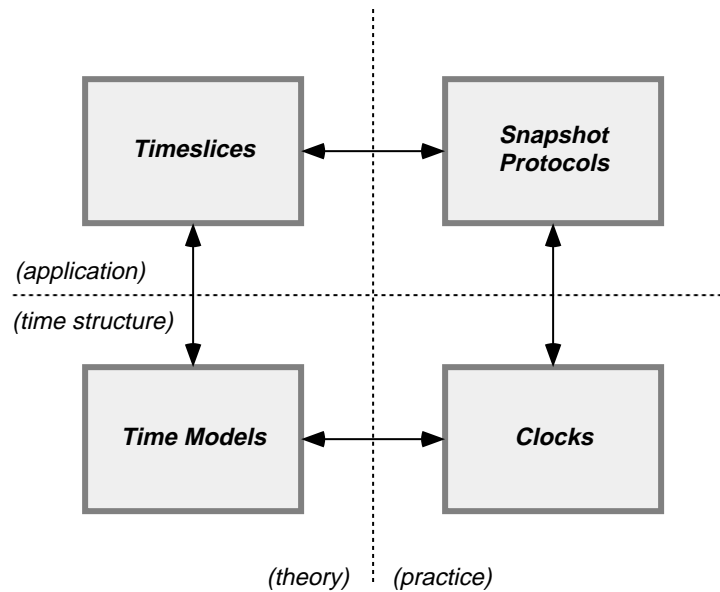 Timeslices
Snapshot
Protocols
(application)
(time structure)
Time Models
Clocks
(theory)
(practice)